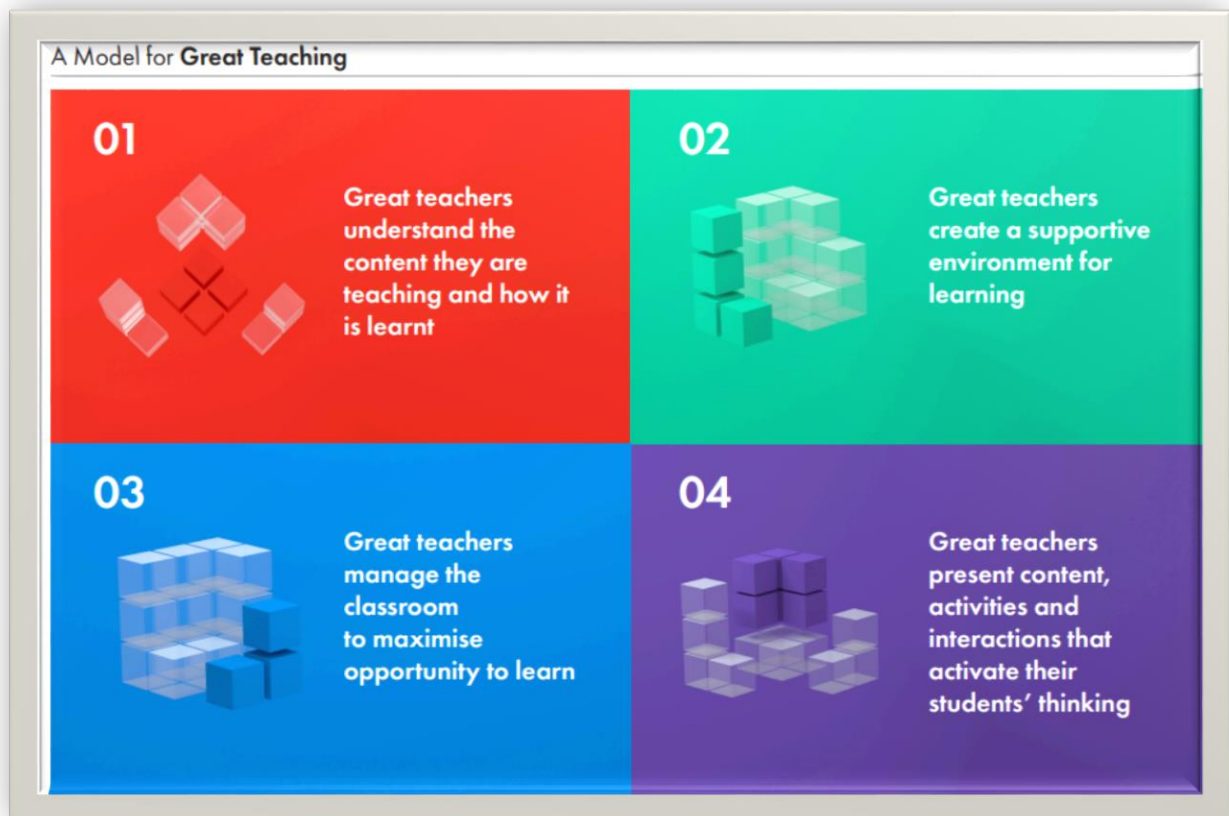 A Model for Great Teaching
01
Great teachers
understand the
content they are
teaching and how it
is learnt
02
Great teachers
create a supportive
environment for
learning
03
Great teachers
manage the
classroom
to maximise
opportunity to learn
04
Great teachers
present content,
activities and
interactions that
activate their
students’ thinking